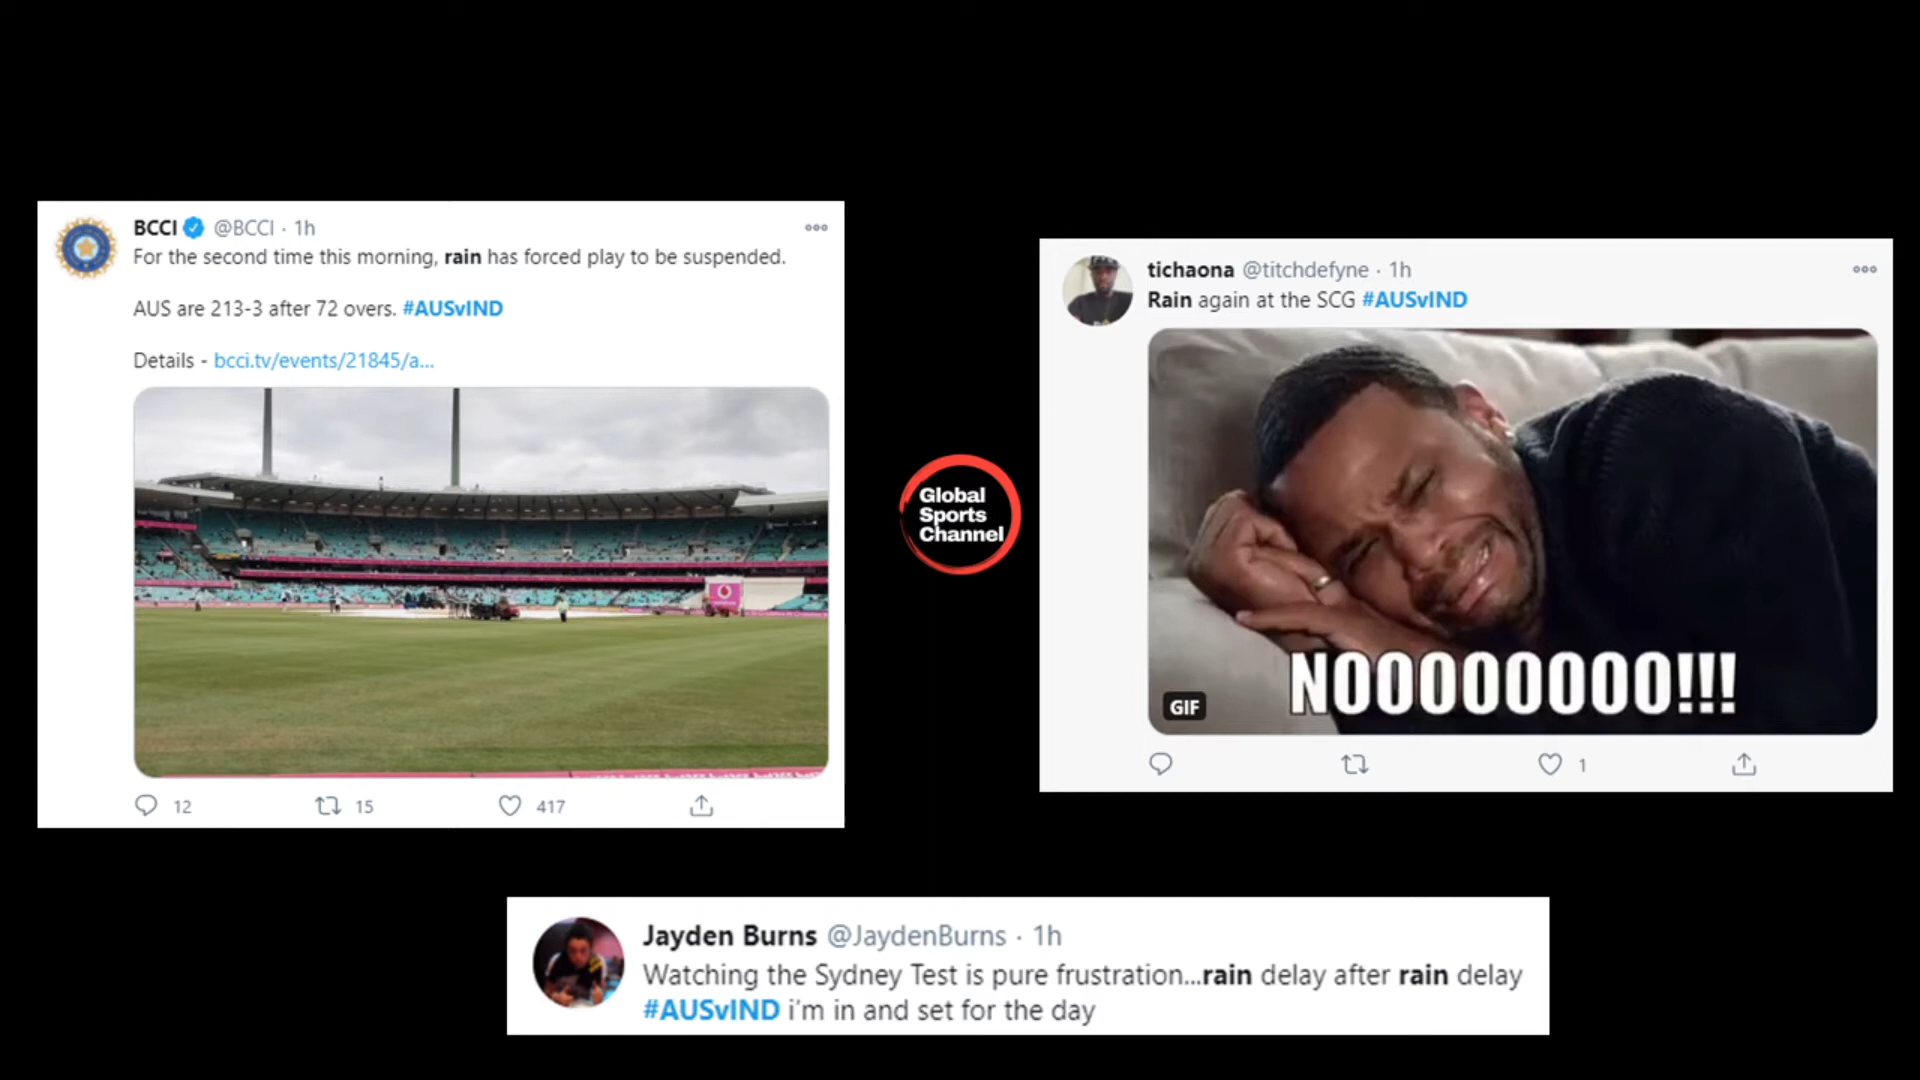 BCCI @BCCI · 1h
For the second time this morning, rain has forced play to be suspended.
AUS are 213-3 after 72 overs. #AUSvIND
Details - bcci.tv/events/21845/a...
12 15 417
Global
Sports
Channel
tichaona @titchdefyne · 1h
Rain again at the SCG #AUSvIND
NOOOOOOOO!!!
GIF
1
Jayden Burns @JaydenBurns · 1h
Watching the Sydney Test is pure frustration...rain delay after rain delay
#AUSvIND i'm in and set for the day